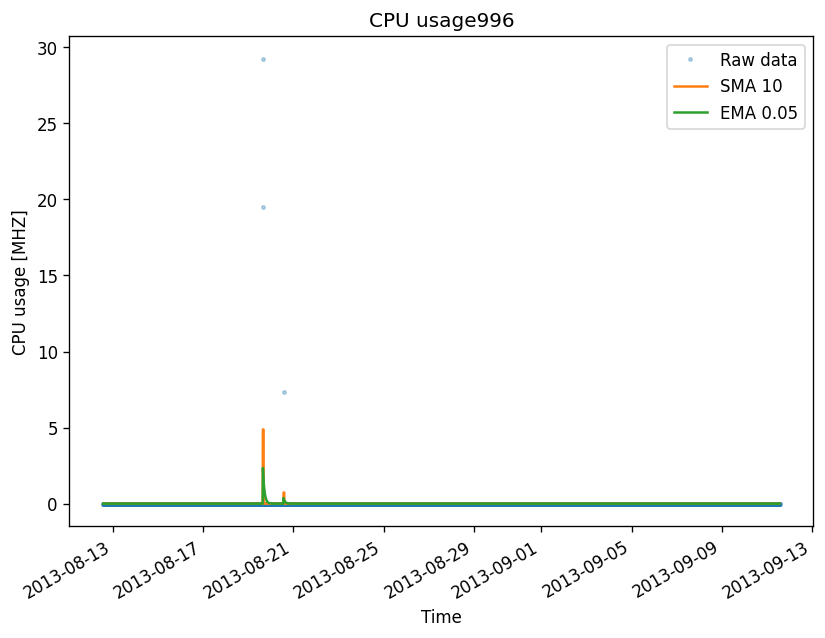 CPU usage996
Raw data
SMA 10
EMA 0.05
CPU usage [MHZ]
30
25
20
15
10
5
0
2013-08-13
2013-08-17
2013-08-21
2013-08-25
2013-08-29
2013-09-01
2013-09-05
2013-09-09
2013-09-13
Time